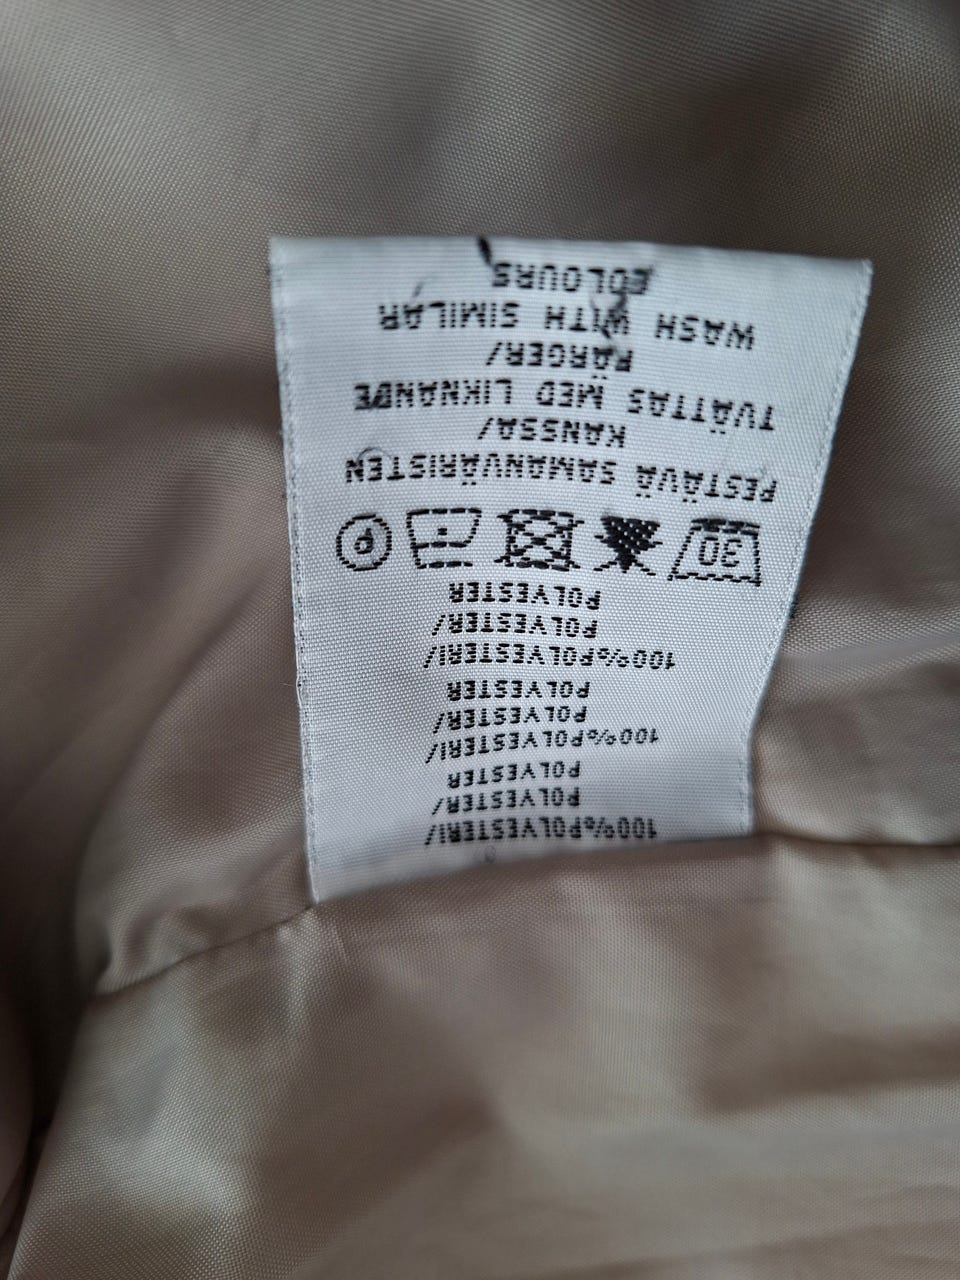 100%POLYESTERI/
POLYESTER/
POLYESTER
100%POLYESTERI/
POLYESTER/
POLYESTER
100%POLYESTERI/
POLYESTER/
POLYESTER
30
P
PESTÄVÄ SAMANVÄRISTEN
KANSSA/
TVÄTTAS MED LIKNANDE
FÄRGER/
WASH WITH SIMILAR
COLOURS